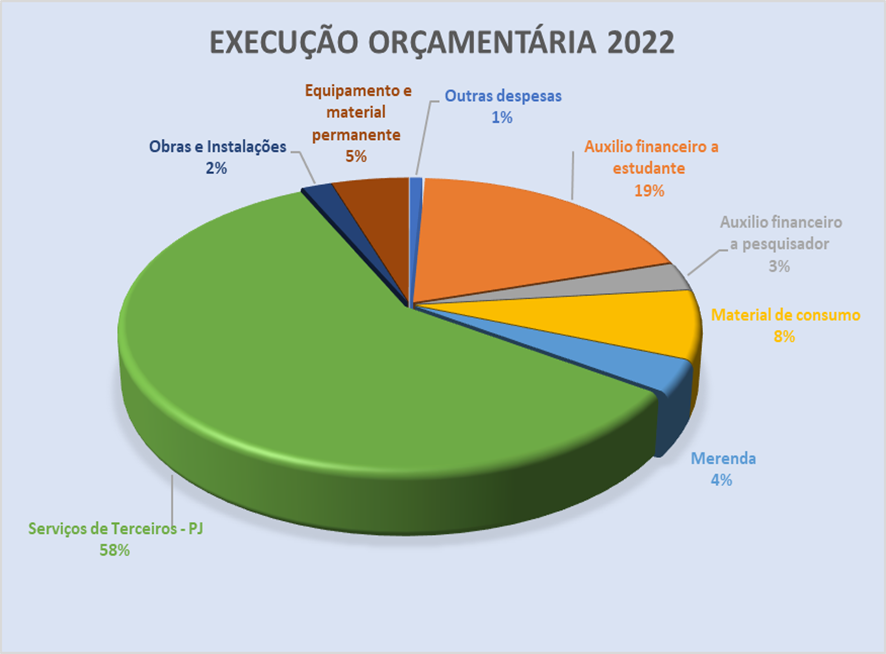 EXECUÇÃO ORÇAMENTÁRIA 2022
Equipamento e
material
permanente
5%
Outras despesas
1%
Obras e Instalações
2%
Auxilio financeiro a
estudante
19%
Auxilio financeiro
a pesquisador
3%
Material de consumo
8%
Merenda
4%
Serviços de Terceiros - PJ
58%